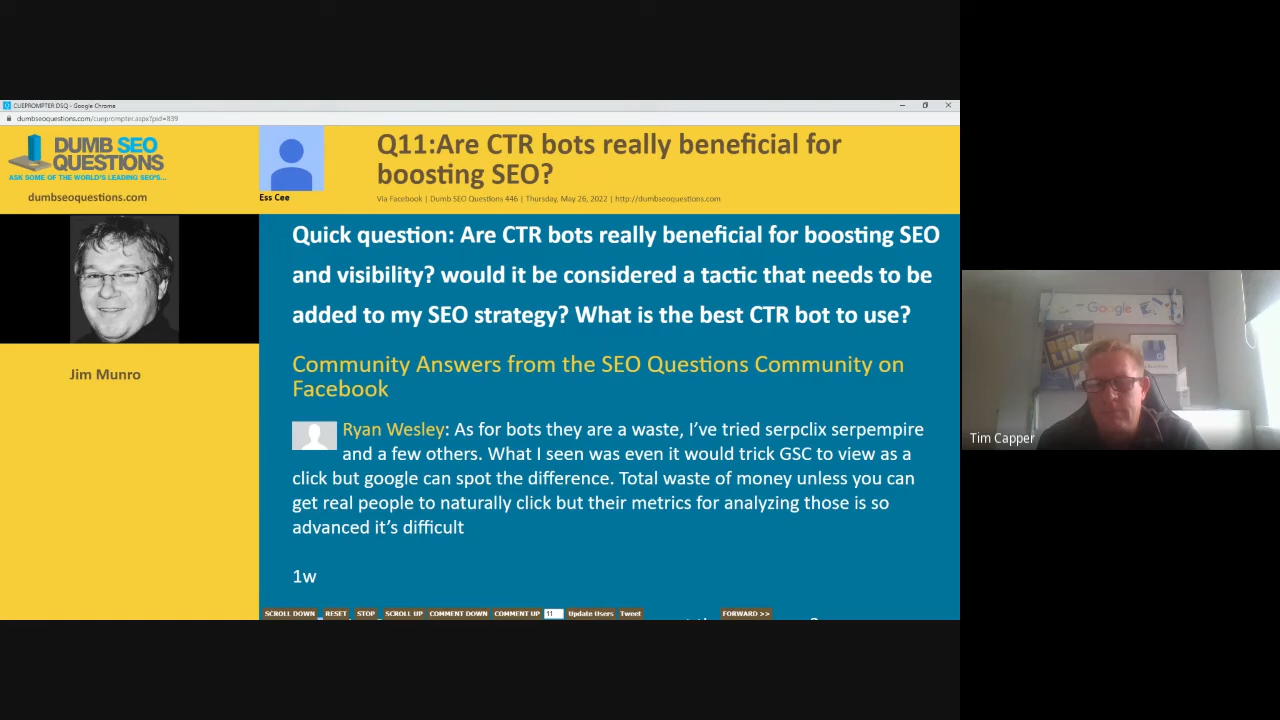 CUEPROMPTER DSQ - Google Chrome
dumbseoquestions.com/cueprompter.aspx?pid=839
DUMB SEO
QUESTIONS
ASK SOME OF THE WORLD'S LEADING SEO'S...
dumbseoquestions.com
Ess Cee
Q11:Are CTR bots really beneficial for
boosting SEO?
Via Facebook | Dumb SEO Questions 446 | Thursday, May 26, 2022 | http://dumbseoquestions.com
Jim Munro
Quick question: Are CTR bots really beneficial for boosting SEO
and visibility? would it be considered a tactic that needs to be
added to my SEO strategy? What is the best CTR bot to use?
Community Answers from the SEO Questions Community on
Facebook
Ryan Wesley: As for bots they are a waste, I've tried serpclix serpempire
and a few others. What I seen was even it would trick GSC to view as a
click but google can spot the difference. Total waste of money unless you can
get real people to naturally click but their metrics for analyzing those is so
advanced it's difficult
1w
SCROLL DOWN RESET STOP SCROLL UP COMMENT DOWN COMMENT UP 11 Update Users Tweet FORWARD >>
Google
Tim Capper